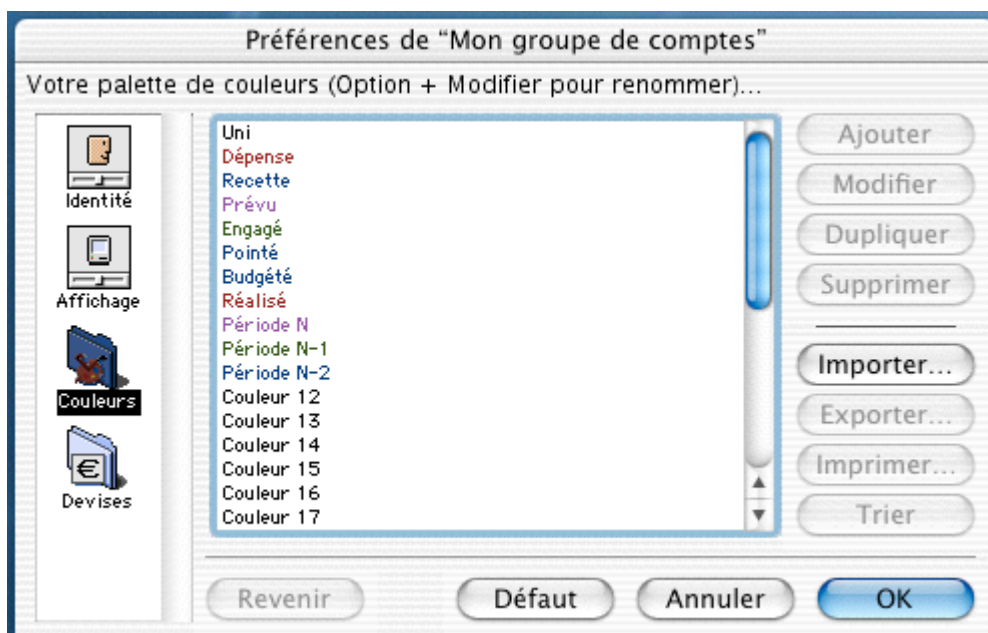 Préférences de “Mon groupe de comptes”
Votre palette de couleurs (Option + Modifier pour renommer)...
Identité
Affichage
Couleurs
€
Devises
Uni
Dépense
Recette
Prévu
Engagé
Pointé
Budgété
Réalisé
Période N
Période N-1
Période N-2
Couleur 12
Couleur 13
Couleur 14
Couleur 15
Couleur 16
Couleur 17
Ajouter
Modifier
Dupliquer
Supprimer
Importer...
Exporter...
Imprimer...
Trier
Revenir
Défaut
Annuler
OK